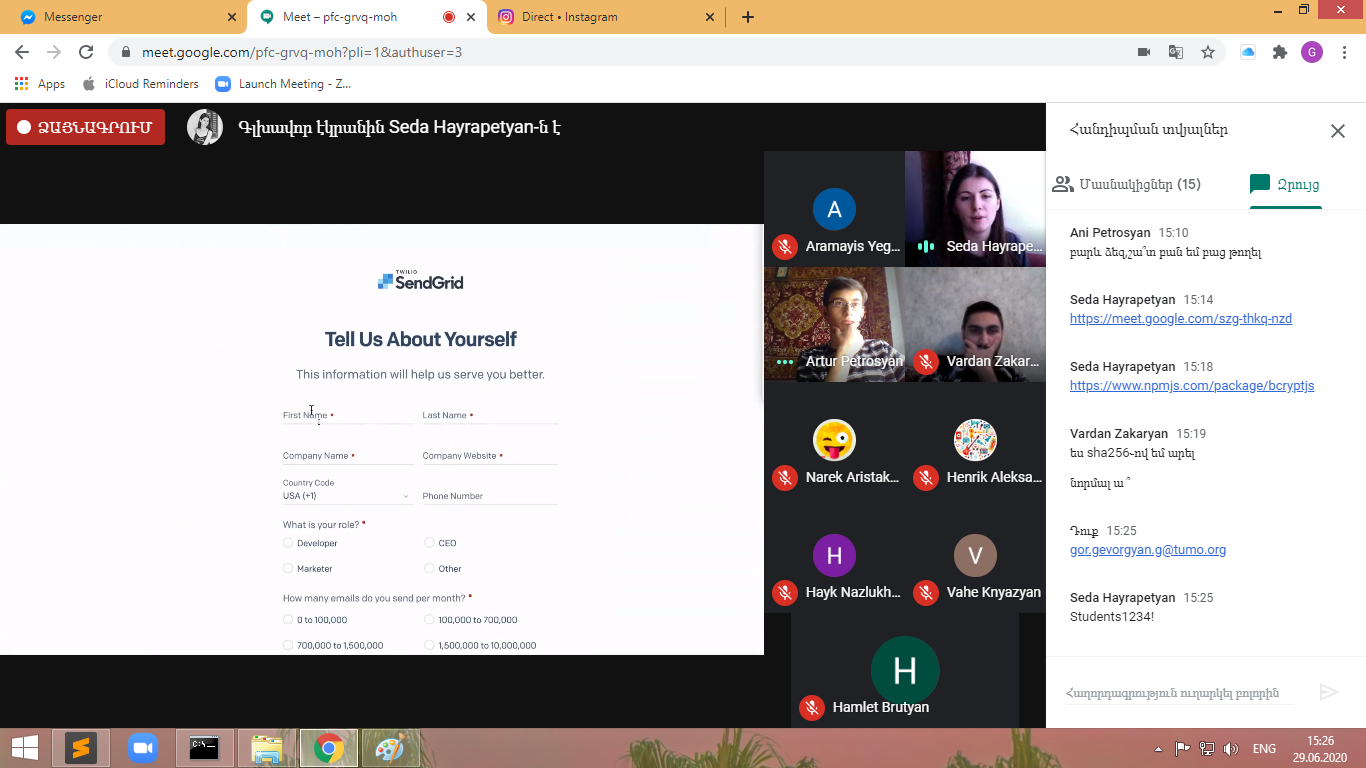 Messenger
Meet – pfc-grvq-moh
Direct • Instagram
meet.google.com/pfc-grvq-moh?pli=1&authuser=3
G
Apps
iCloud Reminders
Launch Meeting - Z...
ՁԱՅՆԱԳՐՈՒՄ
Գլխավոր էկրանին Seda Hayrapetyan-ն է
TWILIO
SendGrid
Tell Us About Yourself
This information will help us serve you better.
First Name •
Last Name •
Company Name •
Company Website •
Country Code
USA (+1)
Phone Number
What is your role? •
Developer
CEO
Marketer
Other
How many emails do you send per month? •
0 to 100,000
100,000 to 700,000
700,000 to 1,500,000
1,500,000 to 10,000,000
A
Aramayis Yeg...
Seda Hayrape...
Artur Petrosyan
Vardan Zakar...
Narek Aristak...
Henrik Aleksa...
H
Hayk Nazlukh...
V
Vahe Knyazyan
H
Hamlet Brutyan
Հանդիպման տվյալներ
Մասնակիցներ (15)
Զրույց
Ani Petrosyan 15:10
բարև ձեզ,շա՞տ բան եմ բաց թողել
Seda Hayrapetyan 15:14
https://meet.google.com/szg-thkq-nzd
Seda Hayrapetyan 15:18
https://www.npmjs.com/package/bcryptjs
Vardan Zakaryan 15:19
ես sha256-ով եմ արել
նորմալ ա՞
Դուք 15:25
gor.gevorgyan.g@tumo.org
Seda Hayrapetyan 15:25
Students1234!
Հաղորդագրություն ուղարկել բոլորին
C:\.
ENG
15:26
29.06.2020